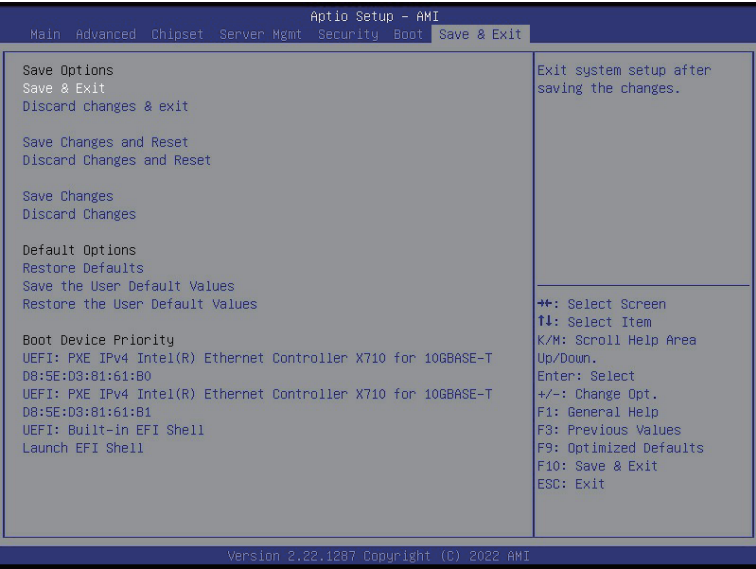 Aptio Setup – AMI
Main Advanced Chipset Server Mgmt Security Boot Save & Exit
Save Options
Save & Exit
Discard changes & exit
Save Changes and Reset
Discard Changes and Reset
Save Changes
Discard Changes
Default Options
Restore Defaults
Save the User Default Values
Restore the User Default Values
Boot Device Priority
UEFI: PXE IPv4 Intel(R) Ethernet Controller X710 for 10GBASE-T
D8:5E:D3:81:61:B0
UEFI: PXE IPv4 Intel(R) Ethernet Controller X710 for 10GBASE-T
D8:5E:D3:81:61:B1
UEFI: Built-in EFI Shell
Launch EFI Shell
Exit system setup after
saving the changes.
→←: Select Screen
↑↓: Select Item
K/M: Scroll Help Area
Up/Down.
Enter: Select
+/-: Change Opt.
F1: General Help
F3: Previous Values
F9: Optimized Defaults
F10: Save & Exit
ESC: Exit
Version 2.22.1287 Copyright (C) 2022 AMI